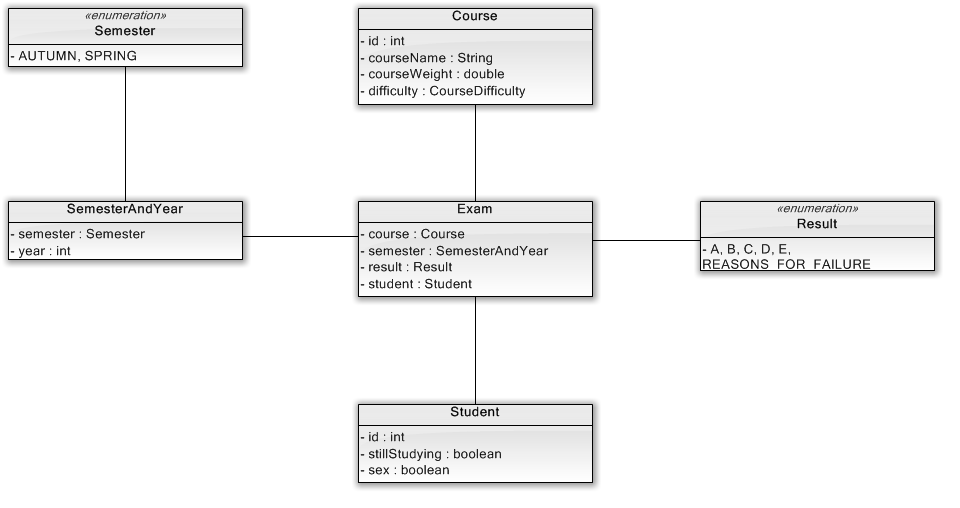 «enumeration»
Semester
- AUTUMN, SPRING
Course
- id : int
- courseName : String
- courseWeight : double
- difficulty : CourseDifficulty
SemesterAndYear
- semester : Semester
- year : int
Exam
- course : Course
- semester : SemesterAndYear
- result : Result
- student : Student
«enumeration»
Result
- A, B, C, D, E,
REASONS_FOR_FAILURE
Student
- id : int
- stillStudying : boolean
- sex : boolean